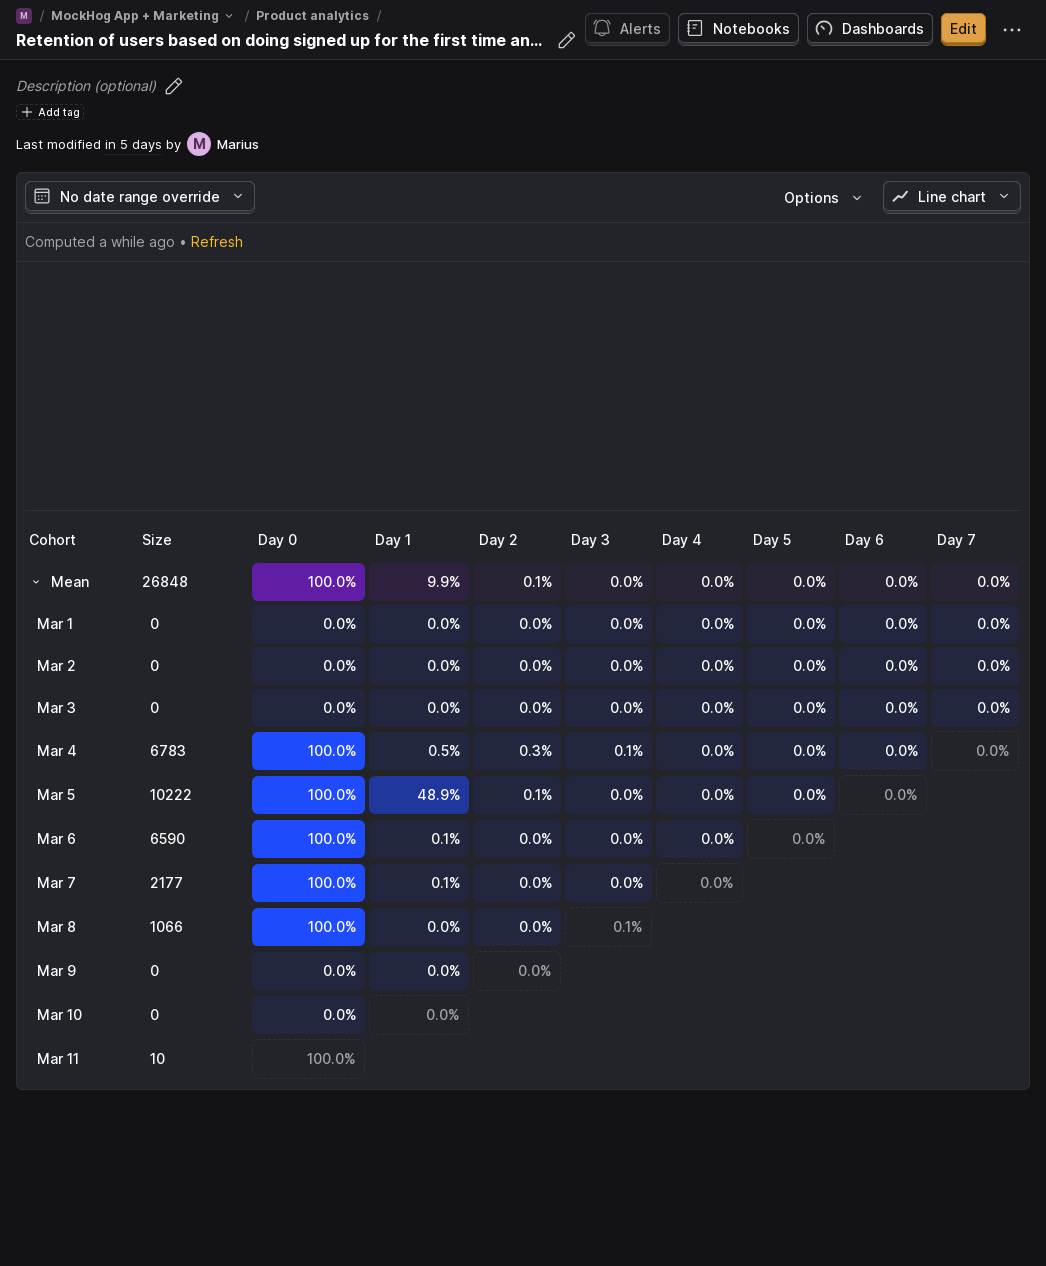 M / MockHog App + Marketing / Product analytics /
Retention of users based on doing signed up for the first time an...
Alerts Notebooks Dashboards Edit
Description (optional)
Add tag
Last modified in 5 days by M Marius
No date range override Options Line chart
Computed a while ago • Refresh
Cohort Size Day 0 Day 1 Day 2 Day 3 Day 4 Day 5 Day 6 Day 7
Mean 26848 100.0% 9.9% 0.1% 0.0% 0.0% 0.0% 0.0% 0.0%
Mar 1 0 0.0% 0.0% 0.0% 0.0% 0.0% 0.0% 0.0% 0.0%
Mar 2 0 0.0% 0.0% 0.0% 0.0% 0.0% 0.0% 0.0% 0.0%
Mar 3 0 0.0% 0.0% 0.0% 0.0% 0.0% 0.0% 0.0% 0.0%
Mar 4 6783 100.0% 0.5% 0.3% 0.1% 0.0% 0.0% 0.0% 0.0%
Mar 5 10222 100.0% 48.9% 0.1% 0.0% 0.0% 0.0% 0.0%
Mar 6 6590 100.0% 0.1% 0.0% 0.0% 0.0% 0.0%
Mar 7 2177 100.0% 0.1% 0.0% 0.0% 0.0%
Mar 8 1066 100.0% 0.0% 0.0% 0.1%
Mar 9 0 0.0% 0.0% 0.0%
Mar 10 0 0.0% 0.0%
Mar 11 10 100.0%